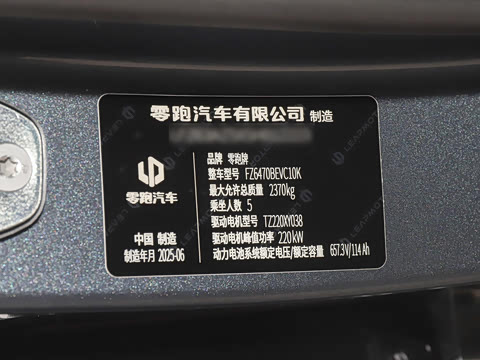 零跑汽车有限公司 制造
品牌 零跑牌
整车型号 FZ6470BEVC10K
最大允许总质量 2370kg
乘坐人数 5
驱动电机型号 TZ220XY038
驱动电机峰值功率 220kW
动力电池系统额定电压/额定容量 657.3V/114Ah
零跑汽车
中国 制造
制造年月 2025-06